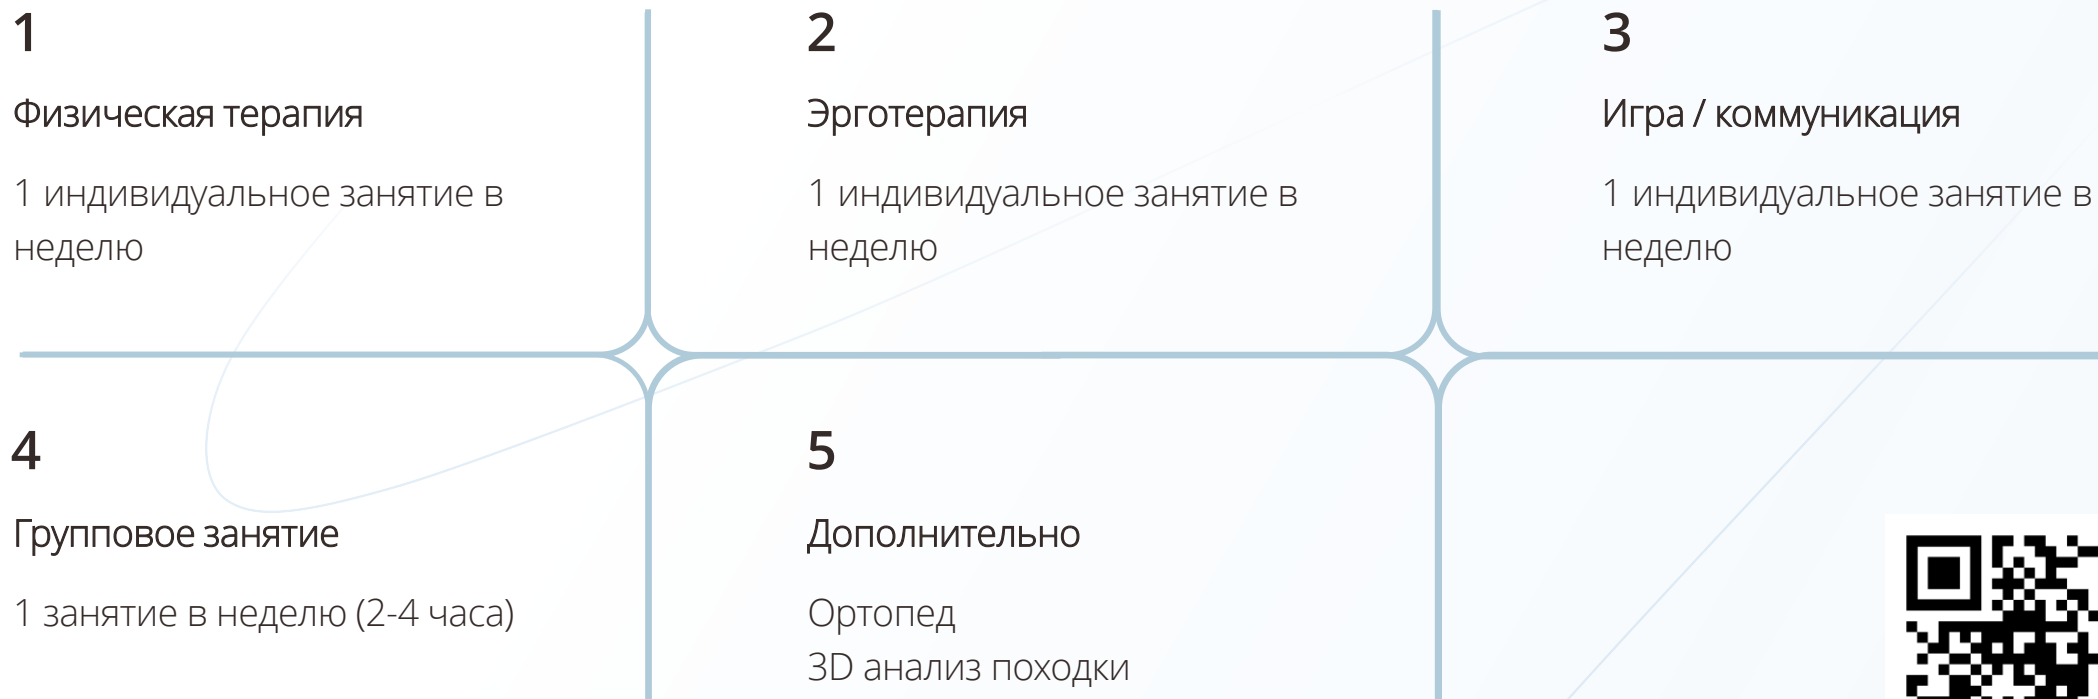 1
Физическая терапия
1 индивидуальное занятие в
неделю
2
Эрготерапия
1 индивидуальное занятие в
неделю
3
Игра / коммуникация
1 индивидуальное занятие в
неделю
4
Групповое занятие
1 занятие в неделю (2-4 часа)
5
Дополнительно
Ортопед
3D анализ походки